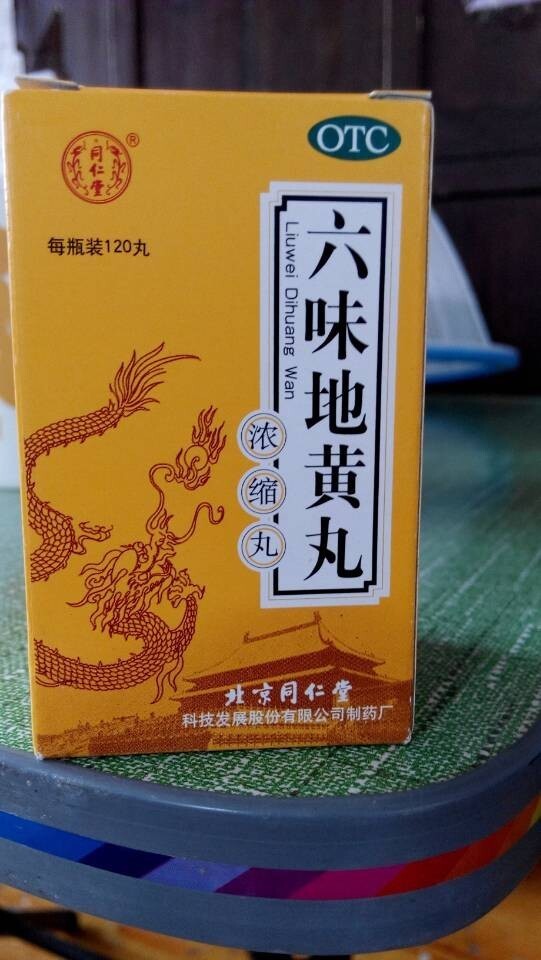 同仁堂
®
OTC
每瓶装120丸
六味地黄丸
Liuwei Dihuang Wan
浓缩丸
北京同仁堂
科技发展股份有限公司制药厂